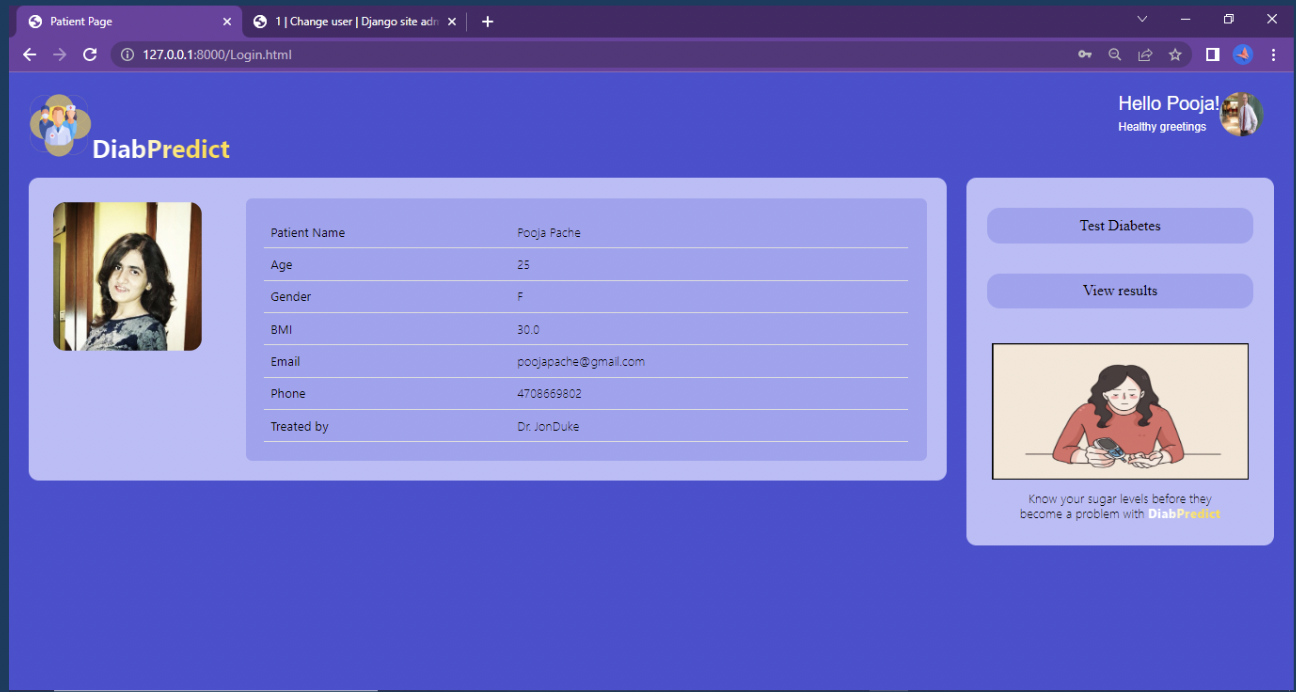 Patient Page
1 | Change user | Django site adm
127.0.0.1:8000/Login.html
Hello Pooja!
Healthy greetings
DiabPredict
Patient Name Pooja Pache
Age 25
Gender F
BMI 30.0
Email poojapache@gmail.com
Phone 4708669802
Treated by Dr. JonDuke
Test Diabetes
View results
Know your sugar levels before they
become a problem with DiabPredict